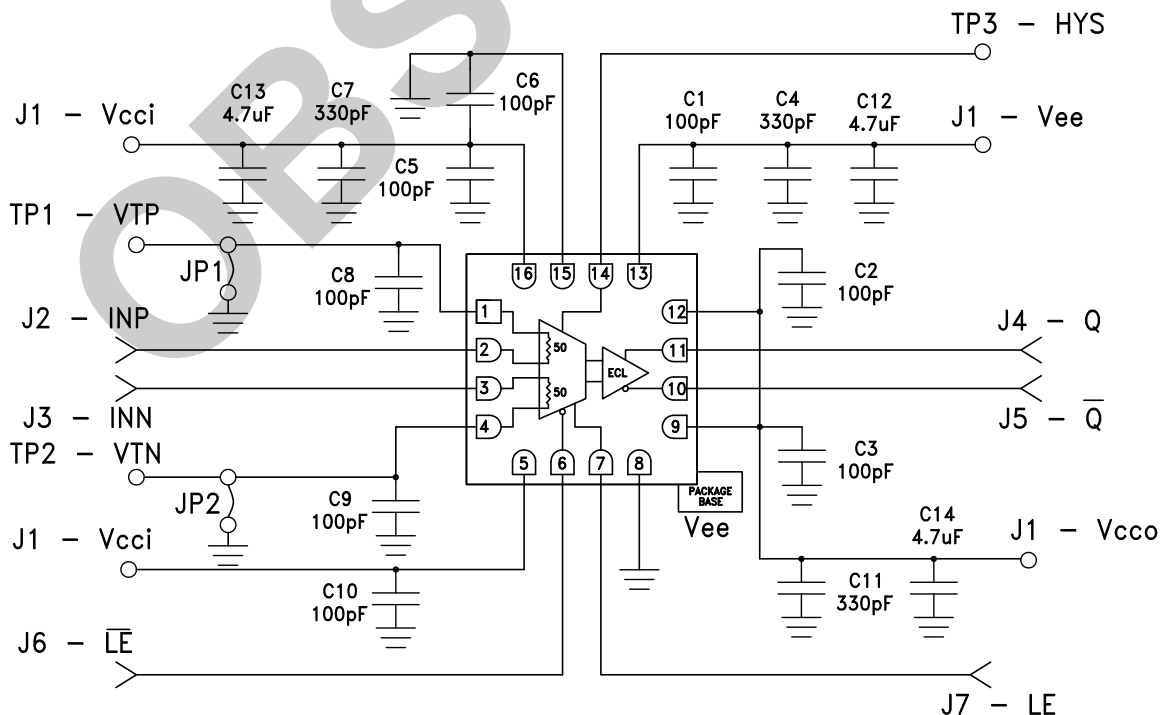 TP3 - HYS
J1 - Vcci
C13
4.7uF
C7
330pF
C6
100pF
C5
100pF
C1
100pF
C4
330pF
C12
4.7uF
J1 - Vee
TP1 - VTP
JP1
C8
100pF
16
15
14
13
C2
100pF
J2 - INP
1
2
3
4
50
50
ECL
12
11
10
9
J4 - Q
J3 - INN
J5 - Q̅
TP2 - VTN
JP2
C9
100pF
5
6
7
8
C3
100pF
PACKAGE
BASE
Vee
J1 - Vcci
C10
100pF
C14
4.7uF
J1 - Vcco
C11
330pF
J6 - L̅E̅
J7 - LE
OBS